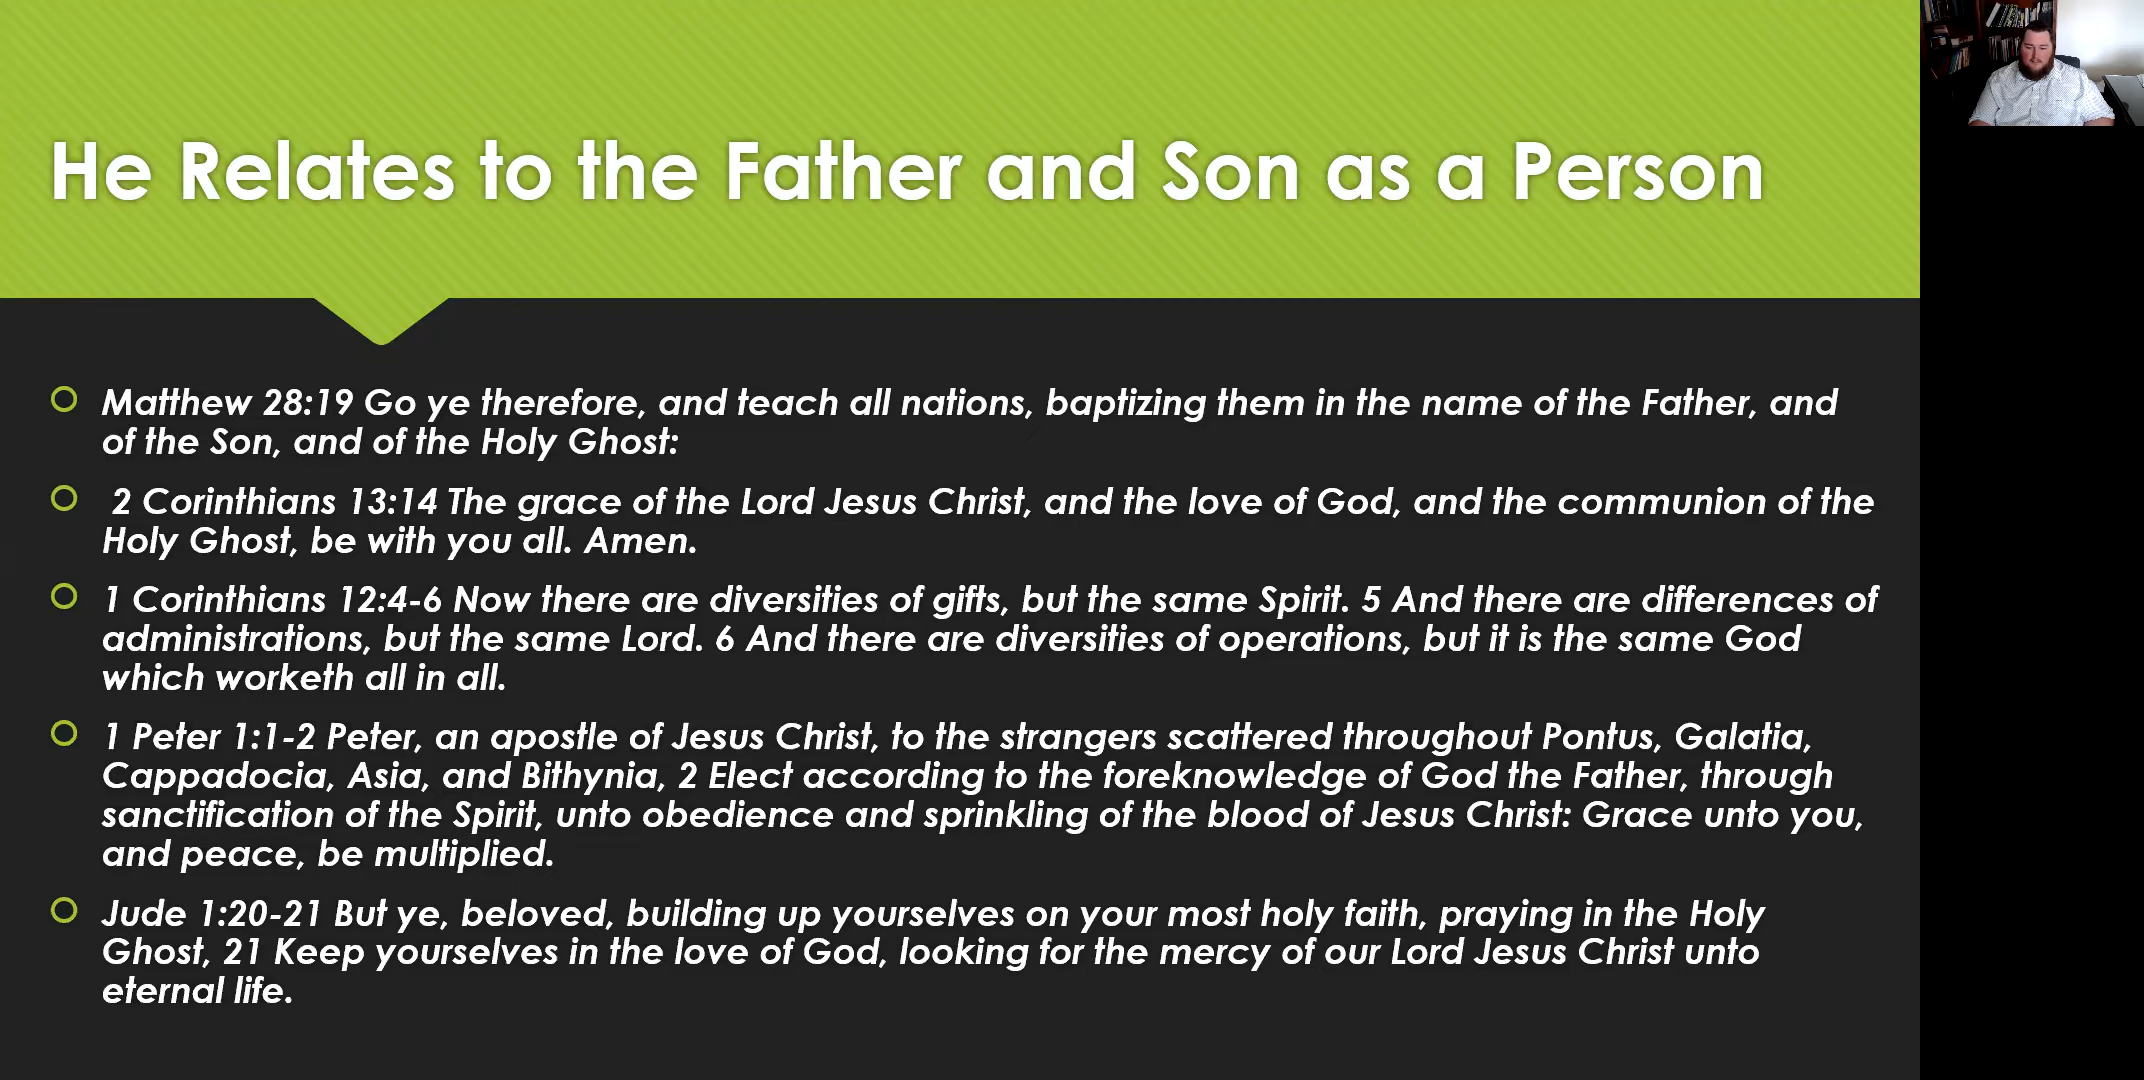 He Relates to the Father and Son as a Person
Matthew 28:19 Go ye therefore, and teach all nations, baptizing them in the name of the Father, and
of the Son, and of the Holy Ghost:
2 Corinthians 13:14 The grace of the Lord Jesus Christ, and the love of God, and the communion of the
Holy Ghost, be with you all. Amen.
1 Corinthians 12:4-6 Now there are diversities of gifts, but the same Spirit. 5 And there are differences of
administrations, but the same Lord. 6 And there are diversities of operations, but it is the same God
which worketh all in all.
1 Peter 1:1-2 Peter, an apostle of Jesus Christ, to the strangers scattered throughout Pontus, Galatia,
Cappadocia, Asia, and Bithynia, 2 Elect according to the foreknowledge of God the Father, through
sanctification of the Spirit, unto obedience and sprinkling of the blood of Jesus Christ: Grace unto you,
and peace, be multiplied.
Jude 1:20-21 But ye, beloved, building up yourselves on your most holy faith, praying in the Holy
Ghost, 21 Keep yourselves in the love of God, looking for the mercy of our Lord Jesus Christ unto
eternal life.